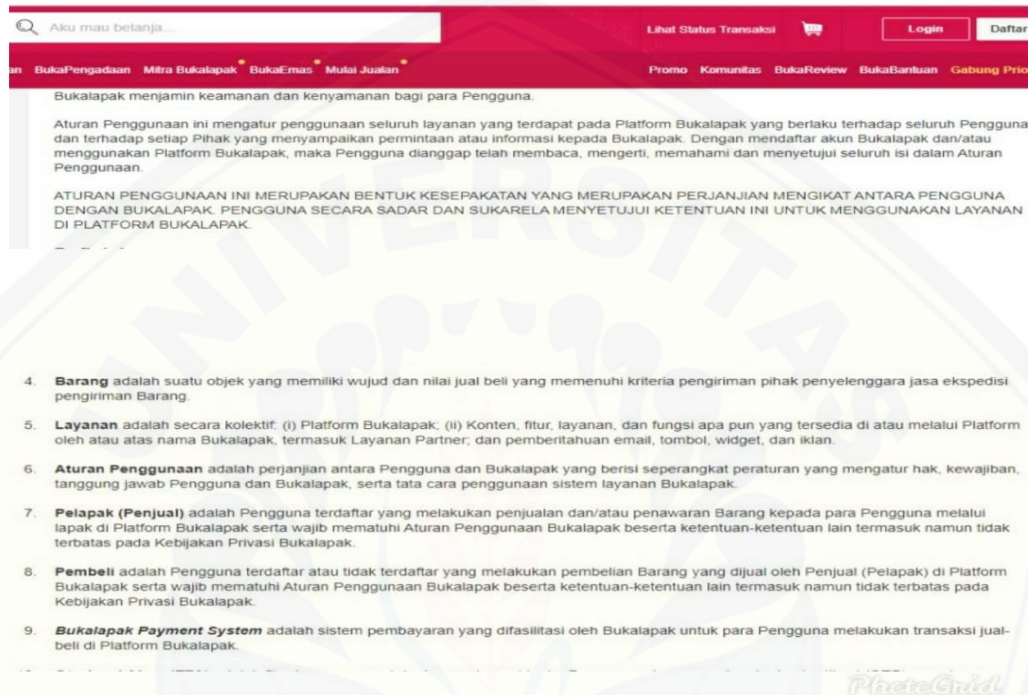 Aku mau belanja...
Lihat Status Transaksi
Login
Daftar
an BukaPengadaan Mitra Bukalapak BukaEmas Mulai Jualan
Promo Komunitas BukaReview BukaBantuan Gabung Prio
Bukalapak menjamin keamanan dan kenyamanan bagi para Pengguna.
Aturan Penggunaan ini mengatur penggunaan seluruh layanan yang terdapat pada Platform Bukalapak yang berlaku terhadap seluruh Pengguna
dan terhadap setiap Pihak yang menyampaikan permintaan atau informasi kepada Bukalapak. Dengan mendaftar akun Bukalapak dan/atau
menggunakan Platform Bukalapak, maka Pengguna dianggap telah membaca, mengerti, memahami dan menyetujui seluruh isi dalam Aturan
Penggunaan.
ATURAN PENGGUNAAN INI MERUPAKAN BENTUK KESEPAKATAN YANG MERUPAKAN PERJANJIAN MENGIKAT ANTARA PENGGUNA
DENGAN BUKALAPAK. PENGGUNA SECARA SADAR DAN SUKARELA MENYETUJUI KETENTUAN INI UNTUK MENGGUNAKAN LAYANAN
DI PLATFORM BUKALAPAK.
UNIVERSITAS
4. Barang adalah suatu objek yang memiliki wujud dan nilai jual beli yang memenuhi kriteria pengiriman pihak penyelenggara jasa ekspedisi
pengiriman Barang.
5. Layanan adalah secara kolektif: (i) Platform Bukalapak; (ii) Konten, fitur, layanan, dan fungsi apa pun yang tersedia di atau melalui Platform
oleh atau atas nama Bukalapak, termasuk Layanan Partner; dan pemberitahuan email, tombol, widget, dan iklan.
6. Aturan Penggunaan adalah perjanjian antara Pengguna dan Bukalapak yang berisi seperangkat peraturan yang mengatur hak, kewajiban,
tanggung jawab Pengguna dan Bukalapak, serta tata cara penggunaan sistem layanan Bukalapak.
7. Pelapak (Penjual) adalah Pengguna terdaftar yang melakukan penjualan dan/atau penawaran Barang kepada para Pengguna melalui
lapak di Platform Bukalapak serta wajib mematuhi Aturan Penggunaan Bukalapak beserta ketentuan-ketentuan lain termasuk namun tidak
terbatas pada Kebijakan Privasi Bukalapak.
8. Pembeli adalah Pengguna terdaftar atau tidak terdaftar yang melakukan pembelian Barang yang dijual oleh Penjual (Pelapak) di Platform
Bukalapak serta wajib mematuhi Aturan Penggunaan Bukalapak beserta ketentuan-ketentuan lain termasuk namun tidak terbatas pada
Kebijakan Privasi Bukalapak.
9. Bukalapak Payment System adalah sistem pembayaran yang difasilitasi oleh Bukalapak untuk para Pengguna melakukan transaksi jual-
beli di Platform Bukalapak.
PhotoGrid